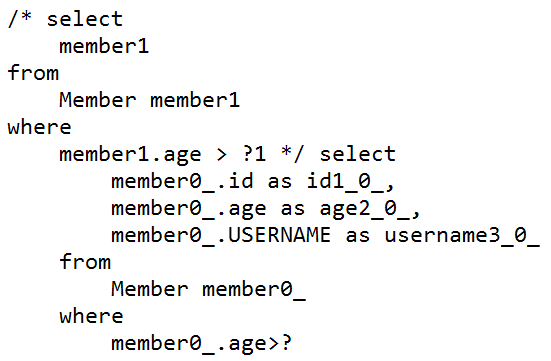 /* select
    member1
from
    Member member1
where
    member1.age > ?1 */ select
        member0_.id as id1_0_,
        member0_.age as age2_0_,
        member0_.USERNAME as username3_0_
    from
        Member member0_
    where
        member0_.age>?